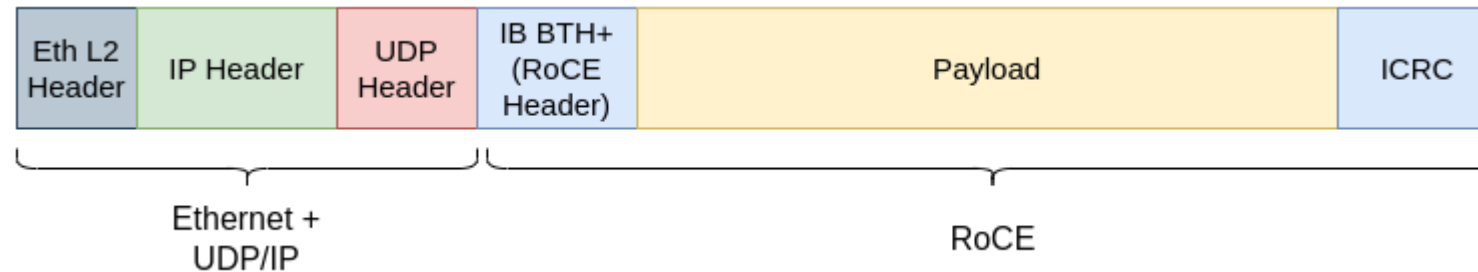 Eth L2
Header
IP Header
UDP
Header
IB BTH+
(RoCE
Header)
Payload
ICRC
Ethernet +
UDP/IP
RoCE